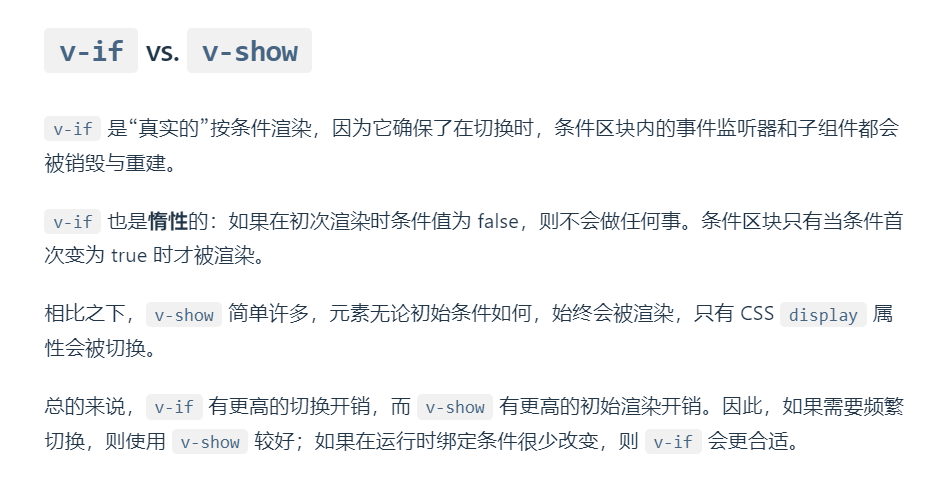 v-if vs. v-show
v-if 是“真实的”按条件渲染，因为它确保了在切换时，条件区块内的事件监听器和子组件都会
被销毁与重建。
v-if 也是惰性的：如果在初次渲染时条件值为 false，则不会做任何事。条件区块只有当条件首
次变为 true 时才被渲染。
相比之下，v-show 简单许多，元素无论初始条件如何，始终会被渲染，只有 CSS display 属
性会被切换。
总的来说，v-if 有更高的切换开销，而 v-show 有更高的初始渲染开销。因此，如果需要频繁
切换，则使用 v-show 较好；如果在运行时绑定条件很少改变，则 v-if 会更合适。